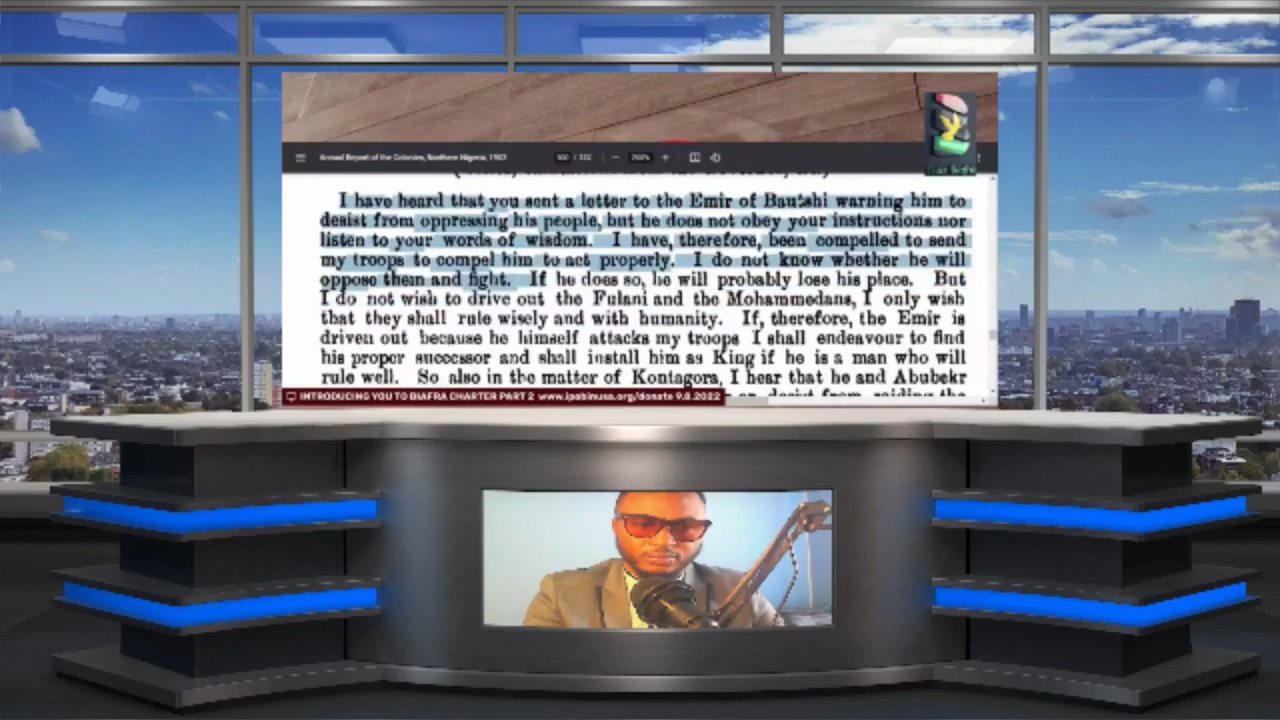 Annual Report of the Colonies, Northern Nigeria, 1902
I have heard that you sent a letter to the Emir of Bautshi warning him to
desist from oppressing his people, but he does not obey your instructions nor
listen to your words of wisdom. I have, therefore, been compelled to send
my troops to compel him to act properly. I do not know whether he will
oppose them and fight. If he does so, he will probably lose his place. But
I do not wish to drive out the Fulani and the Mohammedans, I only wish
that they shall rule wisely and with humanity. If, therefore, the Emir is
driven out because he himself attacks my troops I shall endeavour to find
his proper successor and shall install him as King if he is a man who will
rule well. So also in the matter of Kontagora, I hear that he and Abubekr
or desist from raiding the
INTRODUCING YOU TO BIAFRA CHARTER PART 2 www.ipobinusa.org/donate 9.8.2022